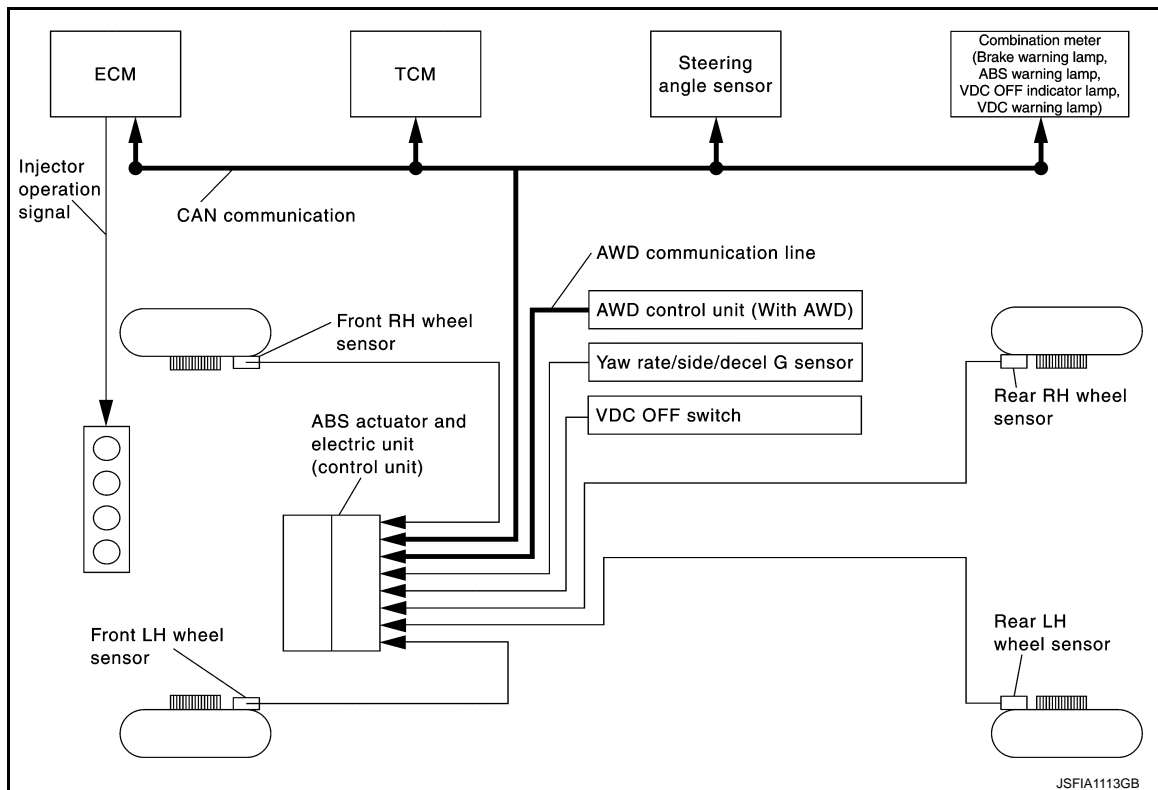 ECM
TCM
Steering
angle sensor
Combination meter
(Brake warning lamp,
ABS warning lamp,
VDC OFF indicator lamp,
VDC warning lamp)
Injector
operation
signal
CAN communication
AWD communication line
AWD control unit (With AWD)
Front RH wheel
sensor
Yaw rate/side/decel G sensor
VDC OFF switch
Rear RH wheel
sensor
ABS actuator and
electric unit
(control unit)
Front LH wheel
sensor
Rear LH
wheel sensor
JSFIA1113GB